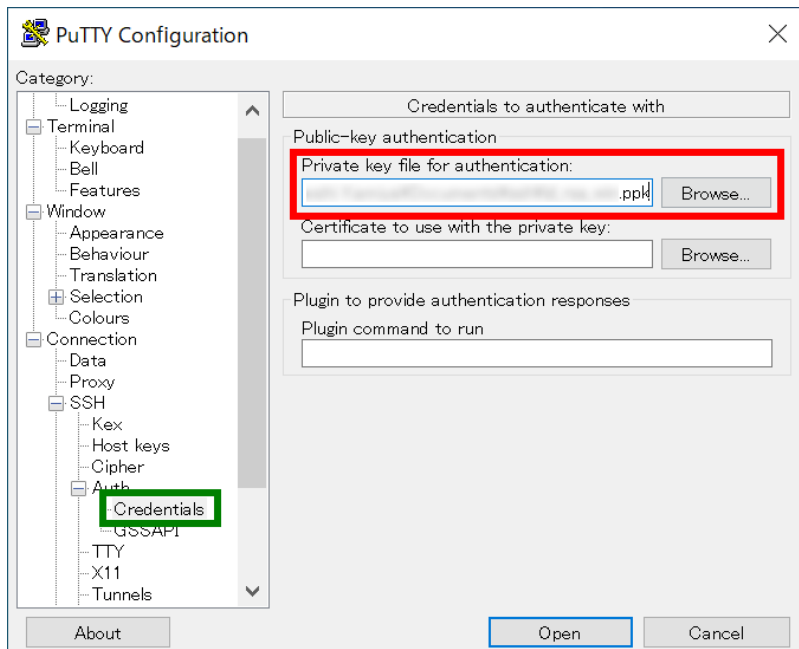 PuTTY Configuration
Category:
Logging
Terminal
Keyboard
Bell
Features
Window
Appearance
Behaviour
Translation
Selection
Colours
Connection
Data
Proxy
SSH
Kex
Host keys
Cipher
Auth
Credentials
GSSAPI
TTY
X11
Tunnels
Credentials to authenticate with
Public-key authentication
Private key file for authentication:
.ppk
Browse...
Certificate to use with the private key:
Browse...
Plugin to provide authentication responses
Plugin command to run
About
Open
Cancel